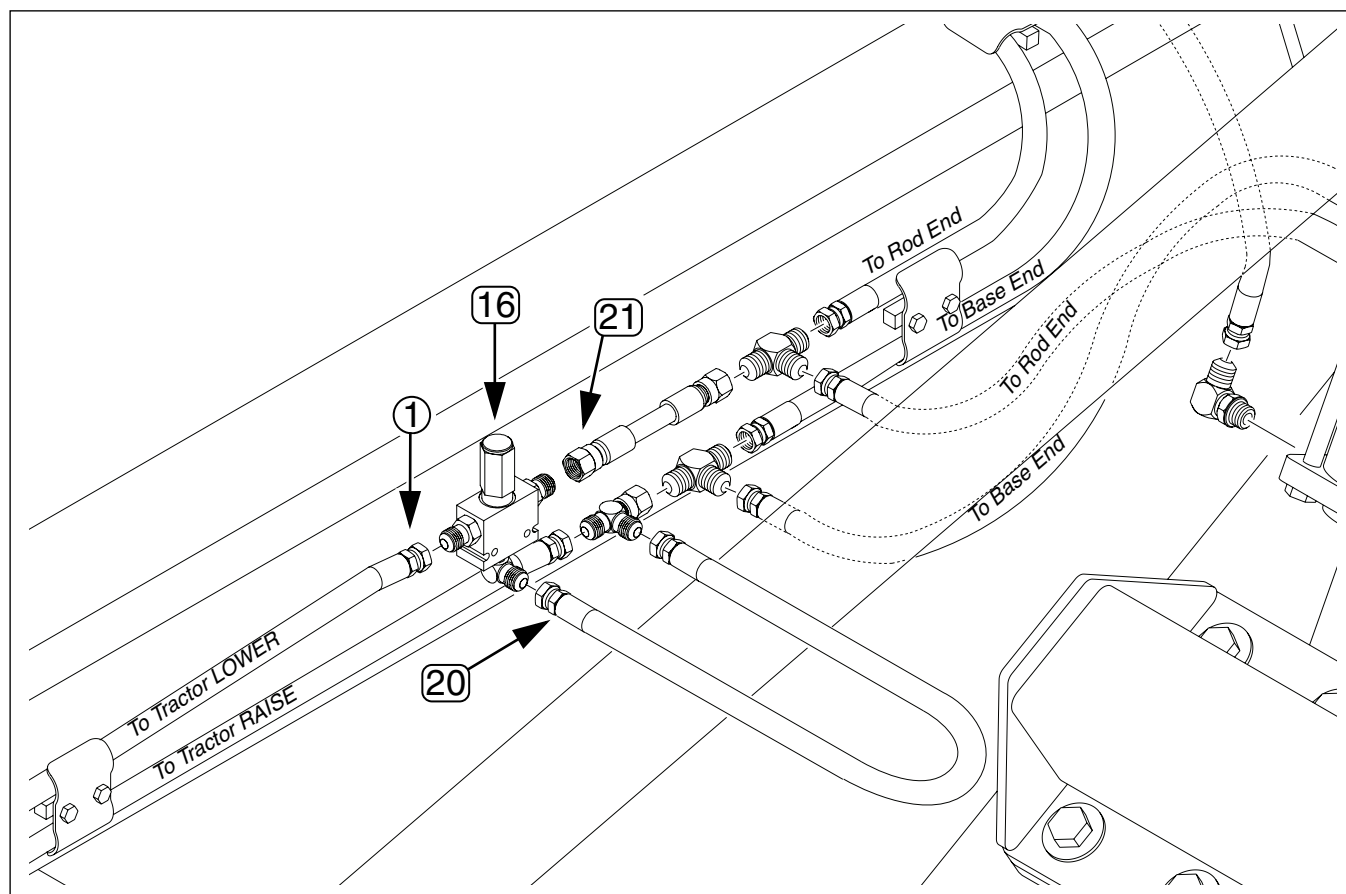 To Rod End
To Base End
16
21
To Rod End
1
To Base End
20
To Tractor LOWER
To Tractor RAISE